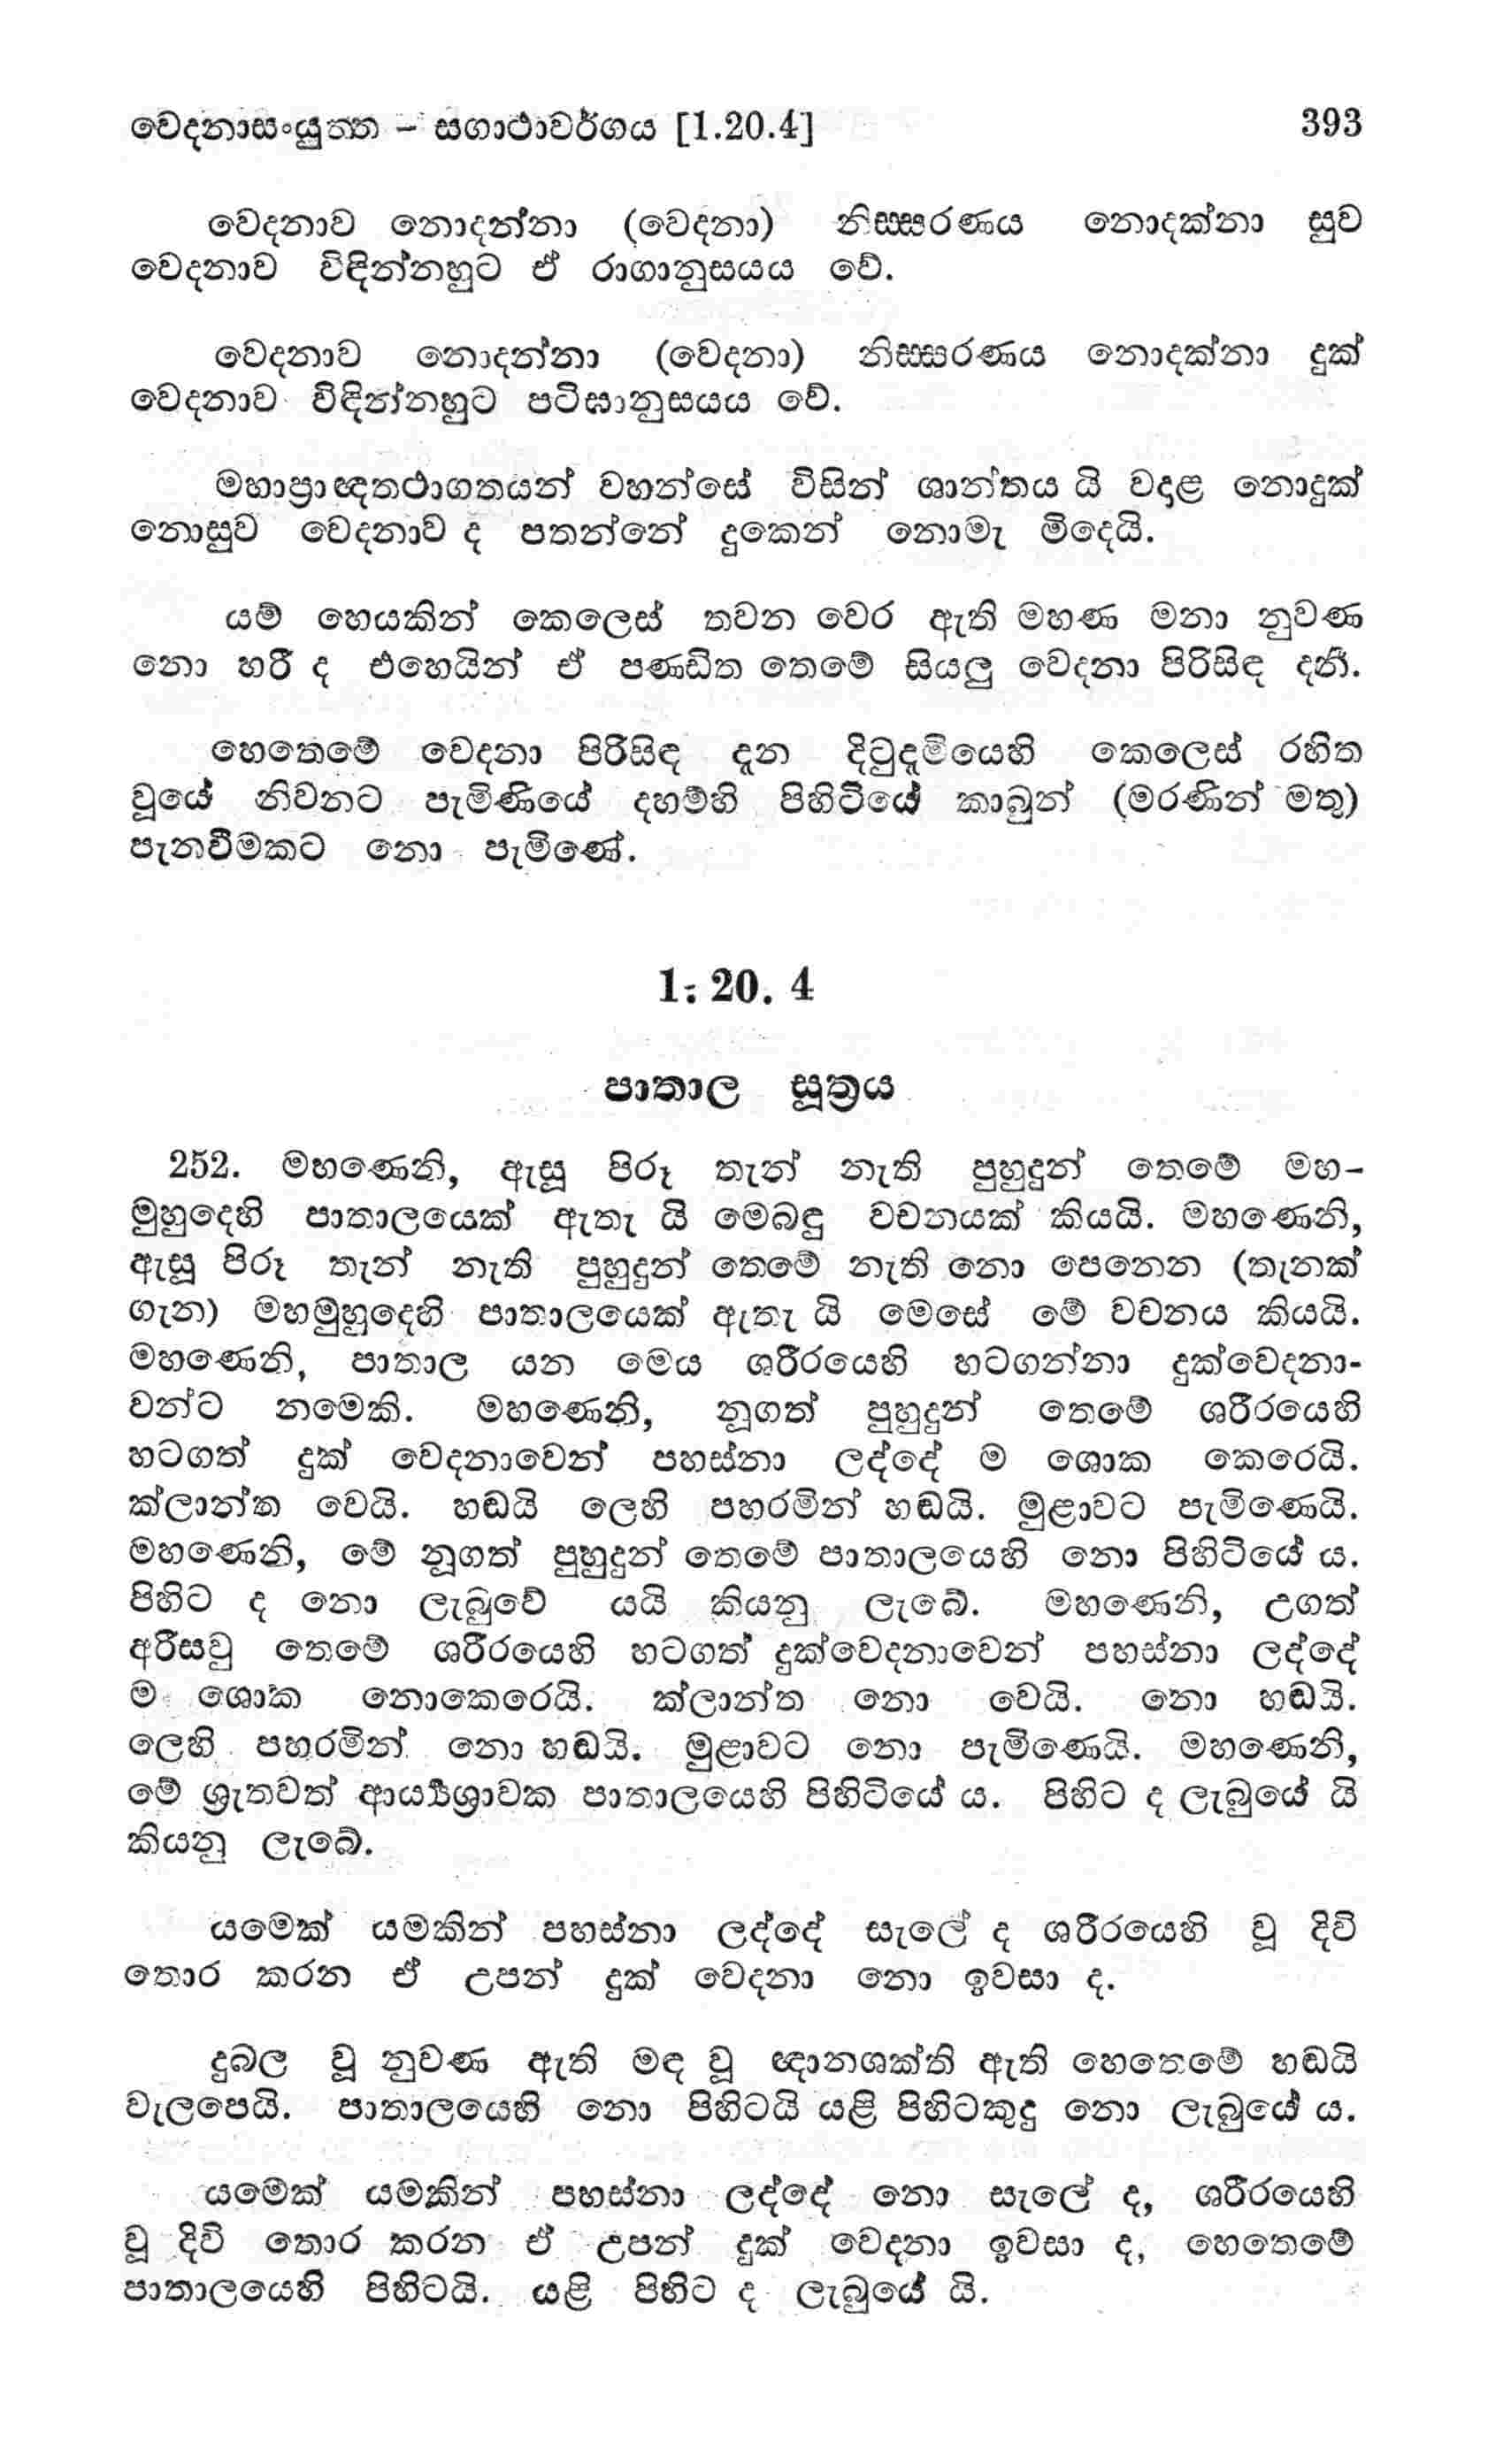 වෙදනාසංයුත්ත – සගාථාවර්ගය [1.20.4] 393
වෙදනාව නොදන්නා (වෙදනා) නිස්සරණය නොදක්නා සුව
වෙදනාව විඳින්නහුට ඒ රාගානුසයය වේ.
වෙදනාව නොදන්නා (වෙදනා) නිස්සරණය නොදක්නා දුක්
වෙදනාව විඳින්නහුට පටිඝානුසයය වේ.
මහාප්‍රාඥතථාගතයන් වහන්සේ විසින් ශාන්තය යි වදාළ නොදුක්
නොසුව වෙදනාව ද පතන්නේ දුකෙන් නොමැ මිදෙයි.
යම් හෙයකින් කෙලෙස් තවන වෙර ඇති මහණ මනා නුවණ
නො හරී ද එහෙයින් ඒ පණ්ඩිත තෙමේ සියලු වෙදනා පිරිසිඳ දනී.
හෙතෙමේ වෙදනා පිරිසිඳ දැන දිටුදැමියෙහි කෙලෙස් රහිත
වූයේ නිවනට පැමිණියේ දහම්හි පිහිටියේ කාබුන් (මරණින් මතු)
පැනවීමකට නො පැමිණේ.
1. 20. 4
පාතාල සූත්‍රය
252. මහණෙනි, ඇසූ පිරූ තැන් නැති පුහුදුන් තෙමේ මහ-
මුහුදෙහි පාතාලයෙක් ඇතැ යි මෙබඳු වචනයක් කියයි. මහණෙනි,
ඇසූ පිරූ තැන් නැති පුහුදුන් තෙමේ නැති නො පෙනෙන (තැනක්
ගැන) මහමුහුදෙහි පාතාලයෙක් ඇතැ යි මෙසේ මේ වචනය කියයි.
මහණෙනි, පාතාල යන මෙය ශරීරයෙහි හටගන්නා දුක්වෙදනා-
වන්ට නමෙකි. මහණෙනි, නූගත් පුහුදුන් තෙමේ ශරීරයෙහි
හටගත් දුක් වෙදනාවෙන් පහස්නා ලද්දේ ම ශොක කෙරෙයි.
ක්ලාන්ත වෙයි. හඬයි ලෙහි පහරමින් හඬයි. මුළාවට පැමිණෙයි.
මහණෙනි, මේ නූගත් පුහුදුන් තෙමේ පාතාලයෙහි නො පිහිටියේ ය.
පිහිට ද නො ලැබුවේ යයි කියනු ලැබේ. මහණෙනි, උගත්
අරීසවු තෙමේ ශරීරයෙහි හටගත් දුක්වෙදනාවෙන් පහස්නා ලද්දේ
ම ශොක නොකෙරෙයි. ක්ලාන්ත නො වෙයි. නො හඬයි.
ලෙහි පහරමින් නො හඬයි. මුළාවට නො පැමිණෙයි. මහණෙනි,
මේ ශ්‍රැතවත් ආර්‍ය්‍යශ්‍රාවක පාතාලයෙහි පිහිටියේ ය. පිහිට ද ලැබුයේ යි
කියනු ලැබේ.
යමෙක් යමකින් පහස්නා ලද්දේ සැලේ ද ශරීරයෙහි වූ දිවි
තොර කරන ඒ උපන් දුක් වෙදනා නො ඉවසා ද.
දුබල වූ නුවණ ඇති මඳ වූ ඥානශක්ති ඇති හෙතෙමේ හඬයි
වැලපෙයි. පාතාලයෙහි නො පිහිටයි යළි පිහිටකුදු නො ලැබුයේ ය.
යමෙක් යමකින් පහස්නා ලද්දේ නො සැලේ ද, ශරීරයෙහි
වූ දිවි තොර කරන ඒ උපන් දුක් වෙදනා ඉවසා ද, හෙතෙමේ
පාතාලයෙහි පිහිටයි. යළි පිහිට ද ලැබුයේ යි.